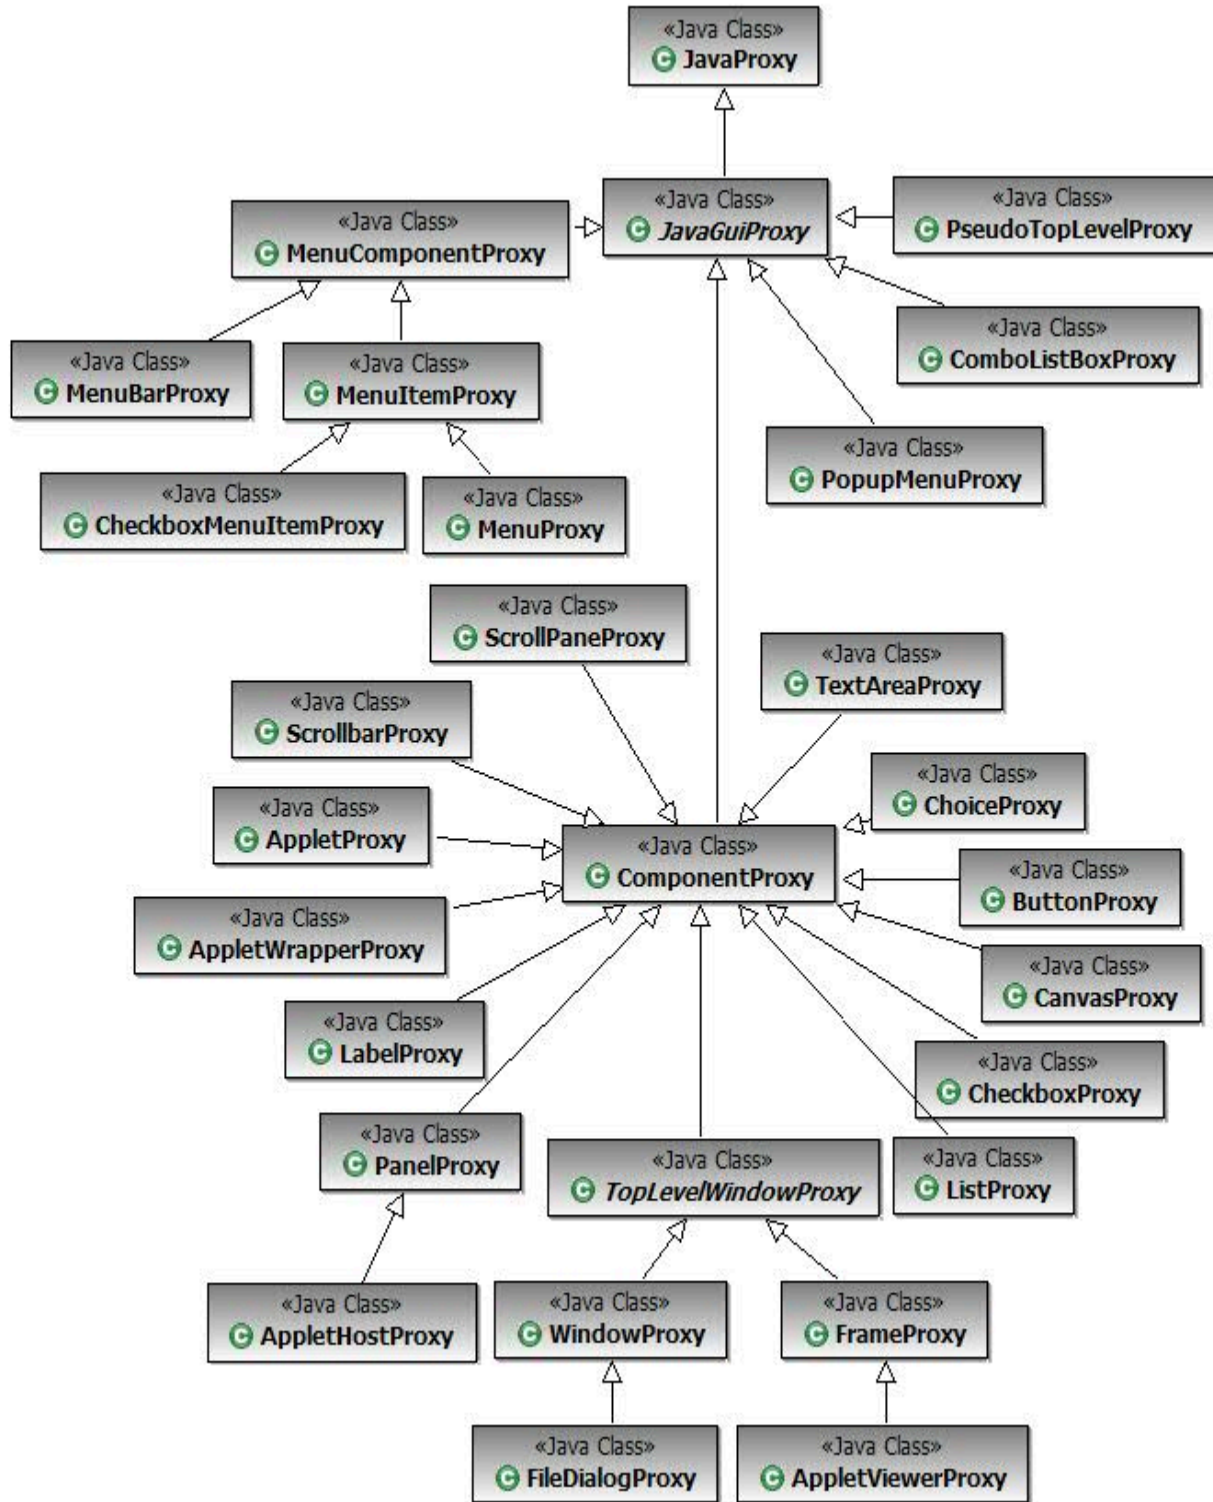 «Java Class»
C JavaProxy
«Java Class»
C JavaGuiProxy
«Java Class»
C PseudoTopLevelProxy
«Java Class»
C MenuComponentProxy
«Java Class»
C ComboListBoxProxy
«Java Class»
C MenuBarProxy
«Java Class»
C MenuItemProxy
«Java Class»
C PopupMenuProxy
«Java Class»
C CheckboxMenuItemProxy
«Java Class»
C MenuProxy
«Java Class»
C ScrollPaneProxy
«Java Class»
C TextAreaProxy
«Java Class»
C ScrollbarProxy
«Java Class»
C ChoiceProxy
«Java Class»
C AppletProxy
«Java Class»
C ComponentProxy
«Java Class»
C ButtonProxy
«Java Class»
C AppletWrapperProxy
«Java Class»
C CanvasProxy
«Java Class»
C LabelProxy
«Java Class»
C CheckboxProxy
«Java Class»
C PanelProxy
«Java Class»
C TopLevelWindowProxy
«Java Class»
C ListProxy
«Java Class»
C AppletHostProxy
«Java Class»
C WindowProxy
«Java Class»
C FrameProxy
«Java Class»
C FileDialogProxy
«Java Class»
C AppletViewerProxy